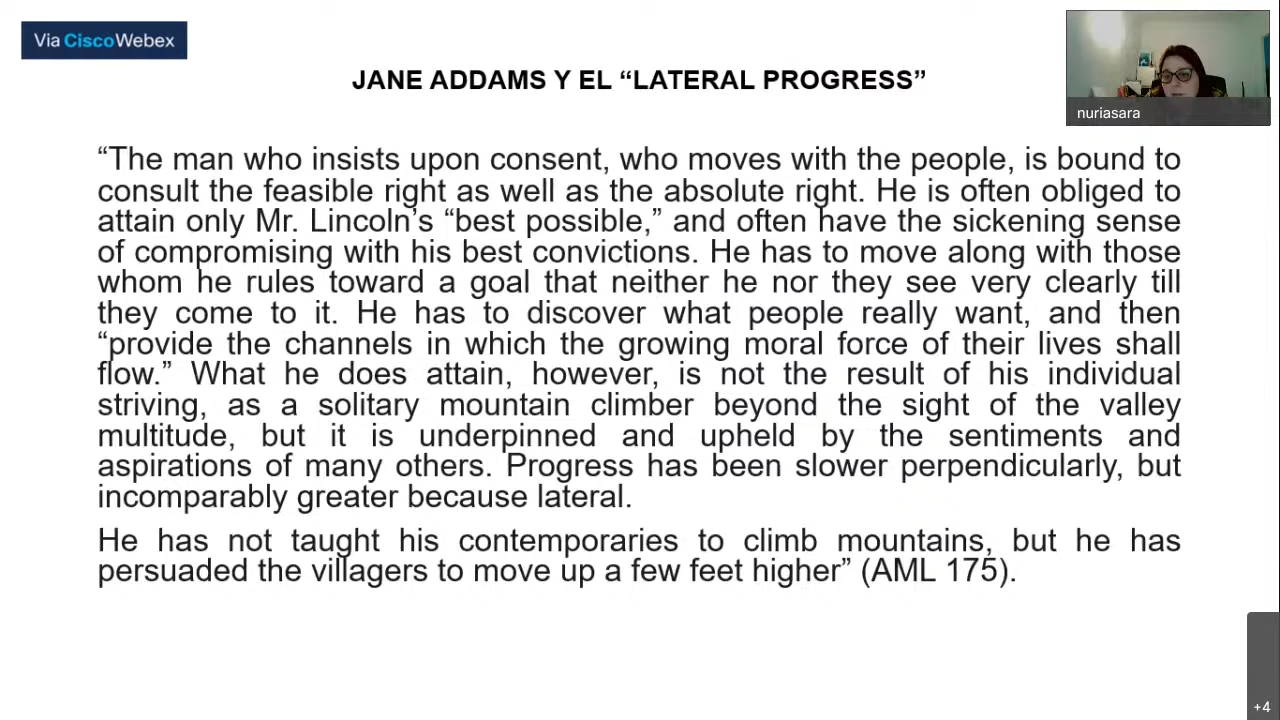 Via CiscoWebex
JANE ADDAMS Y EL “LATERAL PROGRESS”
nuriasara
“The man who insists upon consent, who moves with the people, is bound to
consult the feasible right as well as the absolute right. He is often obliged to
attain only Mr. Lincoln’s “best possible,” and often have the sickening sense
of compromising with his best convictions. He has to move along with those
whom he rules toward a goal that neither he nor they see very clearly till
they come to it. He has to discover what people really want, and then
“provide the channels in which the growing moral force of their lives shall
flow.” What he does attain, however, is not the result of his individual
striving, as a solitary mountain climber beyond the sight of the valley
multitude, but it is underpinned and upheld by the sentiments and
aspirations of many others. Progress has been slower perpendicularly, but
incomparably greater because lateral.
He has not taught his contemporaries to climb mountains, but he has
persuaded the villagers to move up a few feet higher” (AML 175).
+4